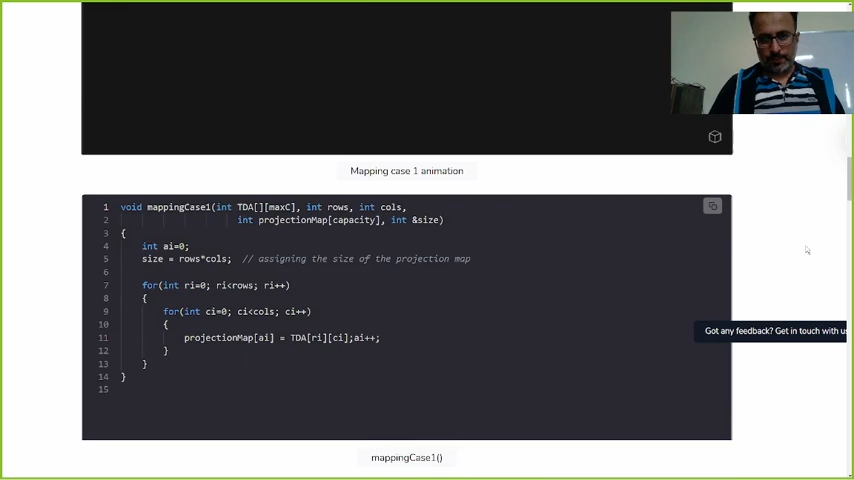 Mapping case 1 animation
1 void mappingCase1(int TDA[][maxC], int rows, int cols,
2 int projectionMap[capacity], int &size)
3 {
4 int ai=0;
5 size = rows*cols; // assigning the size of the projection map
6
7 for(int ri=0; ri<rows; ri++)
8 {
9 for(int ci=0; ci<cols; ci++)
10 {
11 projectionMap[ai] = TDA[ri][ci];ai++;
12 }
13 }
14 }
15
Got any feedback? Get in touch with us
mappingCase1()